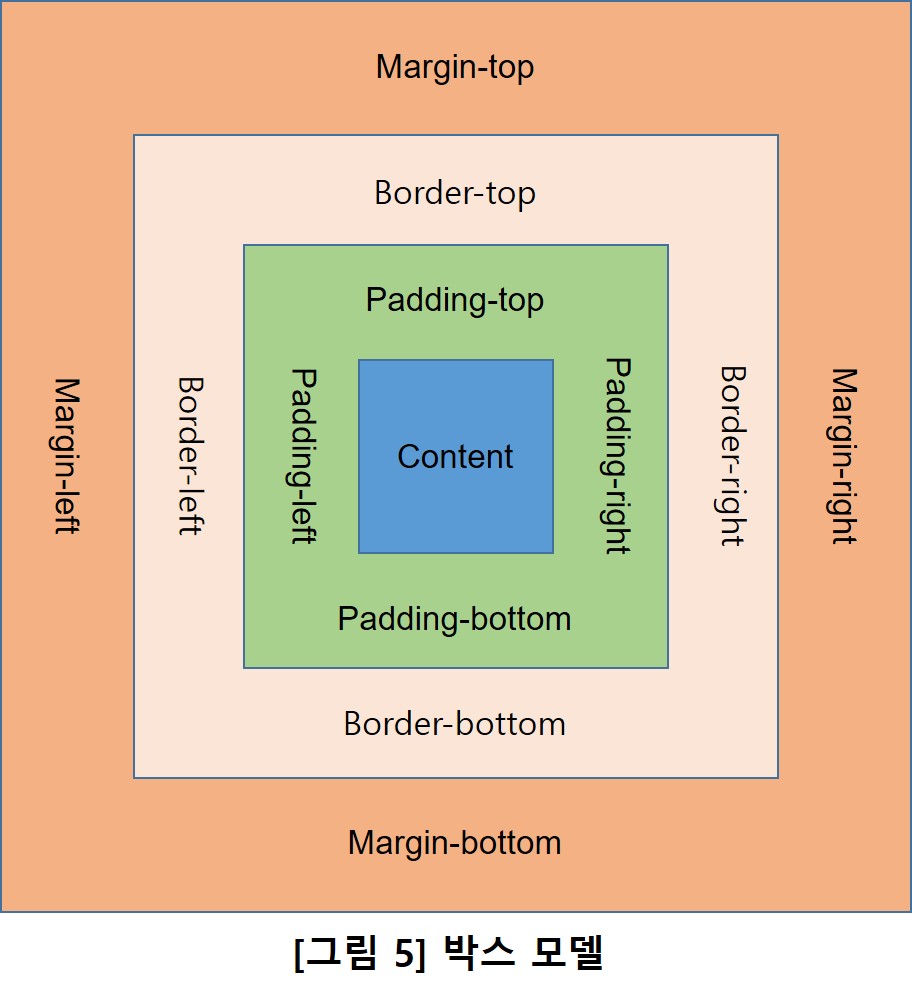 Margin-top
Border-top
Padding-top
Margin-left
Border-left
Padding-left
Content
Padding-right
Border-right
Margin-right
Padding-bottom
Border-bottom
Margin-bottom
[그림 5] 박스 모델